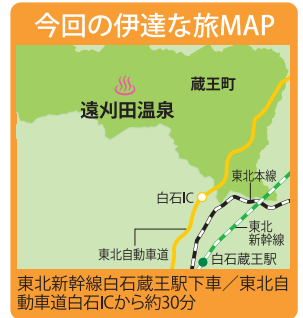 今回の伊達な旅MAP
蔵王町
遠刈田温泉
東北本線
白石IC
東北
新幹線
東北自動車道
白石蔵王駅
東北新幹線白石蔵王駅下車／東北自
動車道白石ICから約30分